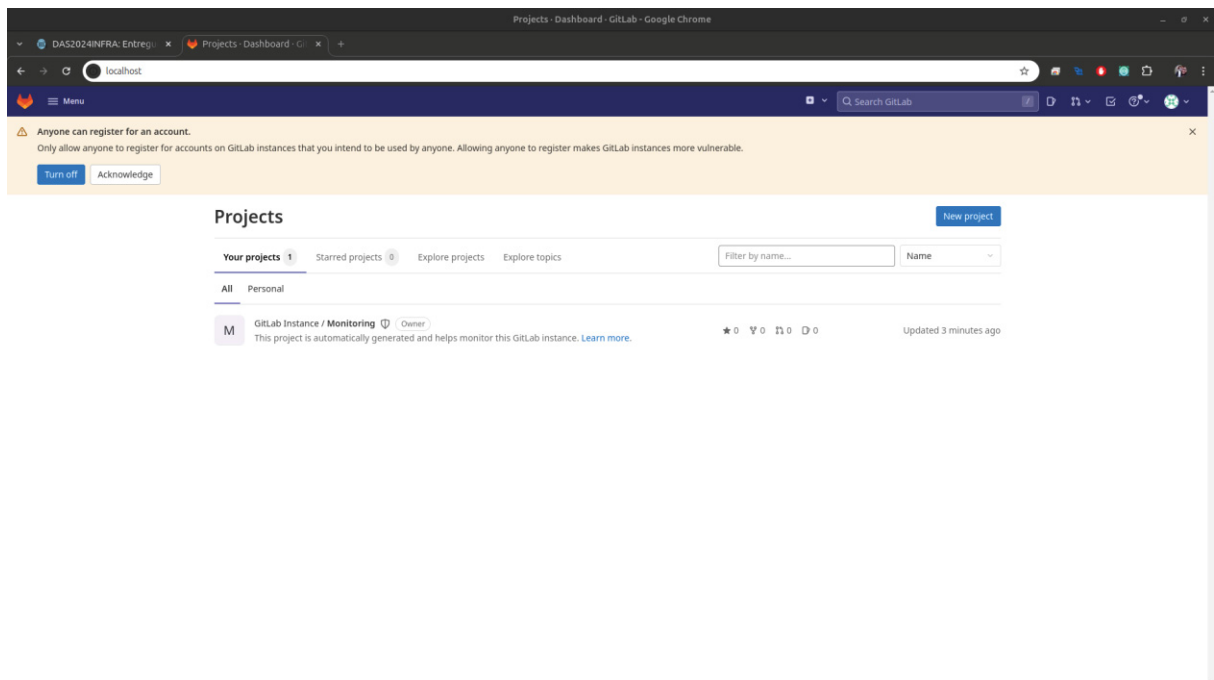 Projects · Dashboard · GitLab - Google Chrome
DAS2024INFRA: Entregu
Projects · Dashboard · Gi
localhost
Menu
Search GitLab
/
Anyone can register for an account.
Only allow anyone to register for accounts on GitLab instances that you intend to be used by anyone. Allowing anyone to register makes GitLab instances more vulnerable.
Turn off Acknowledge
Projects
New project
Your projects 1 Starred projects 0 Explore projects Explore topics
Filter by name...
Name
All Personal
M
GitLab Instance / Monitoring Owner
This project is automatically generated and helps monitor this GitLab instance. Learn more.
0 0 0 0
Updated 3 minutes ago